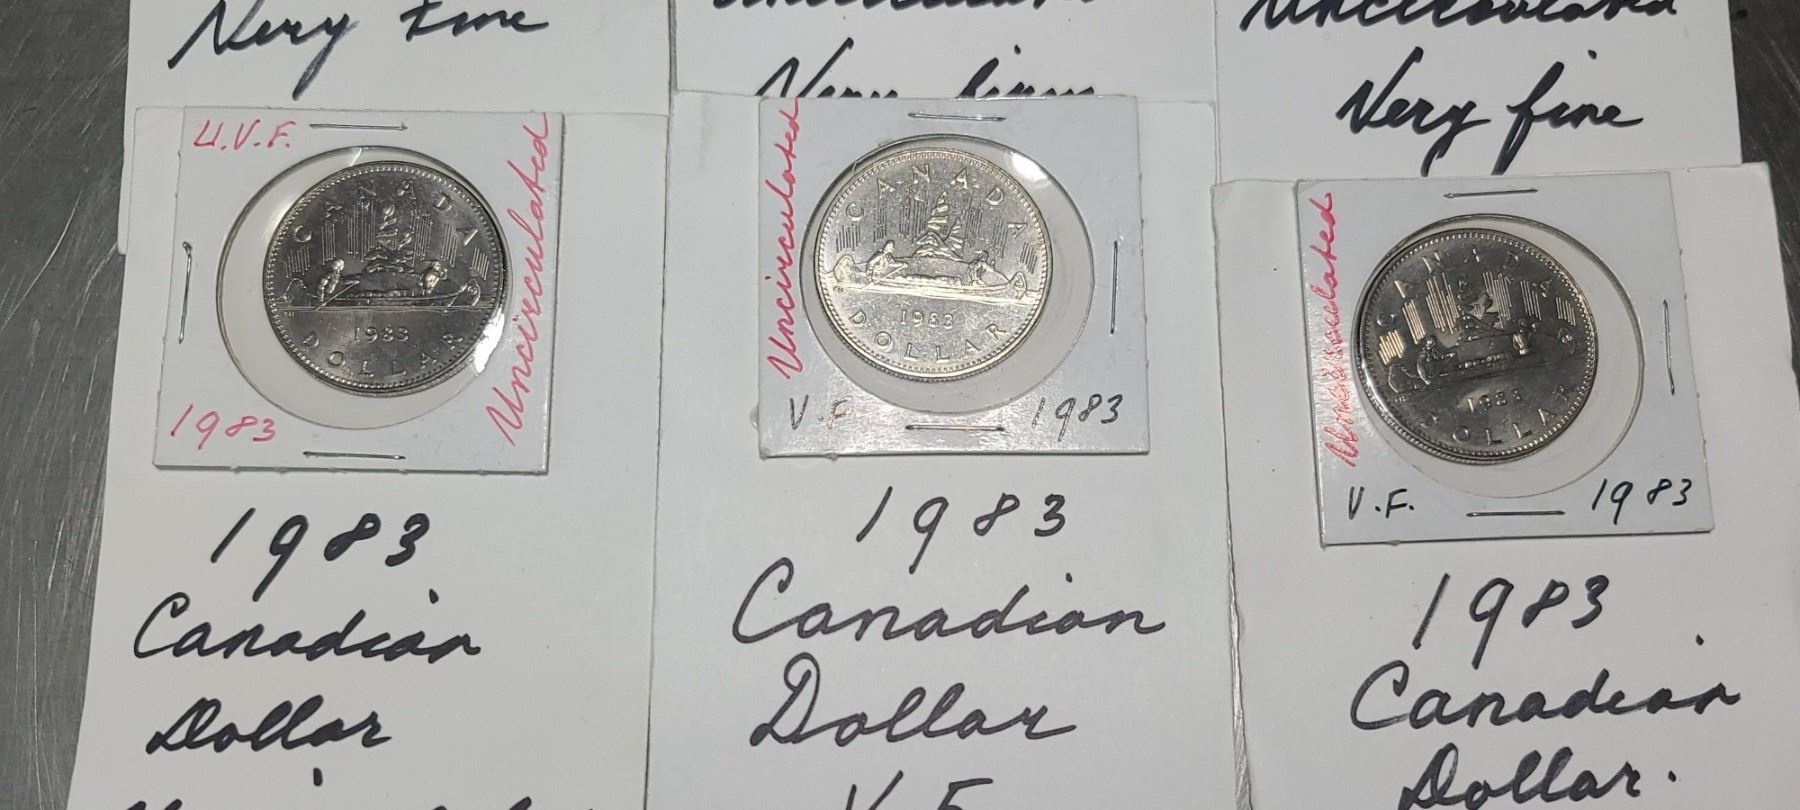 Very Fine
Very fine
U.V.F.
Uncirculated
1983
CANADA
1983
DOLLAR
1983
Canadian
Dollar
Uncirculated
V.F.
1983
CANADA
1983
DOLLAR
1983
Canadian
Dollar
V.F.
Uncirculated
V.F.
1983
CANADA
1983
DOLLAR
1983
Canadian
Dollar.